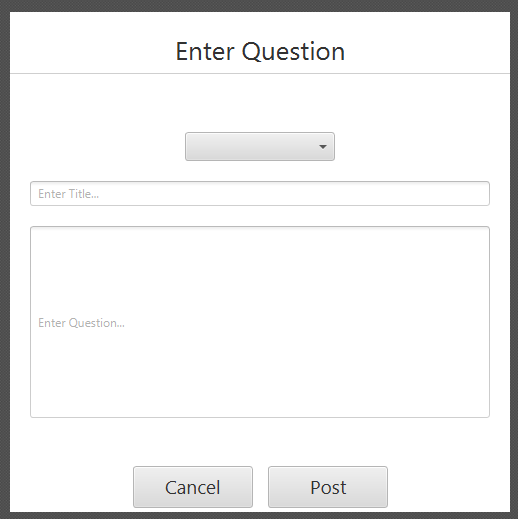 Enter Question
Enter Title...
Enter Question...
Cancel
Post